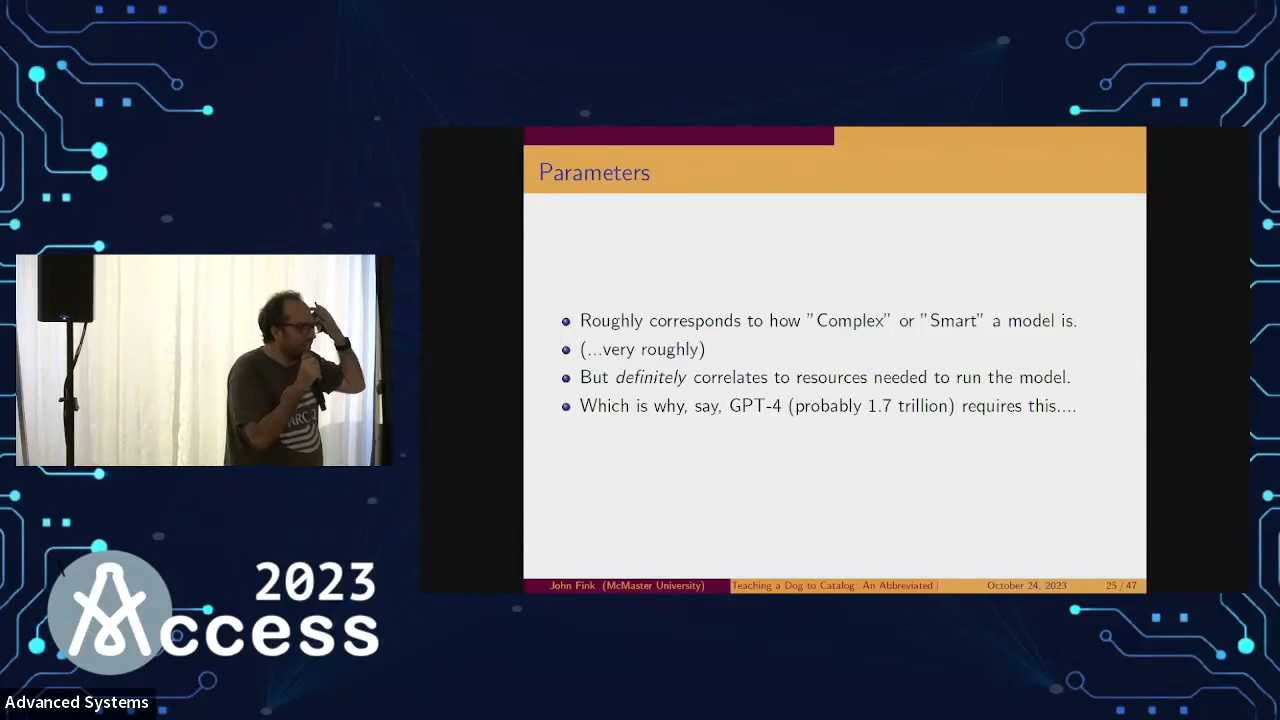 Parameters
Roughly corresponds to how "Complex" or "Smart" a model is.
(...very roughly)
But definitely correlates to resources needed to run the model.
Which is why, say, GPT-4 (probably 1.7 trillion) requires this....
John Fink (McMaster University) Teaching a Dog to Catalog: An Abbreviated October 24, 2023 25 / 47
2023
Access
Advanced Systems